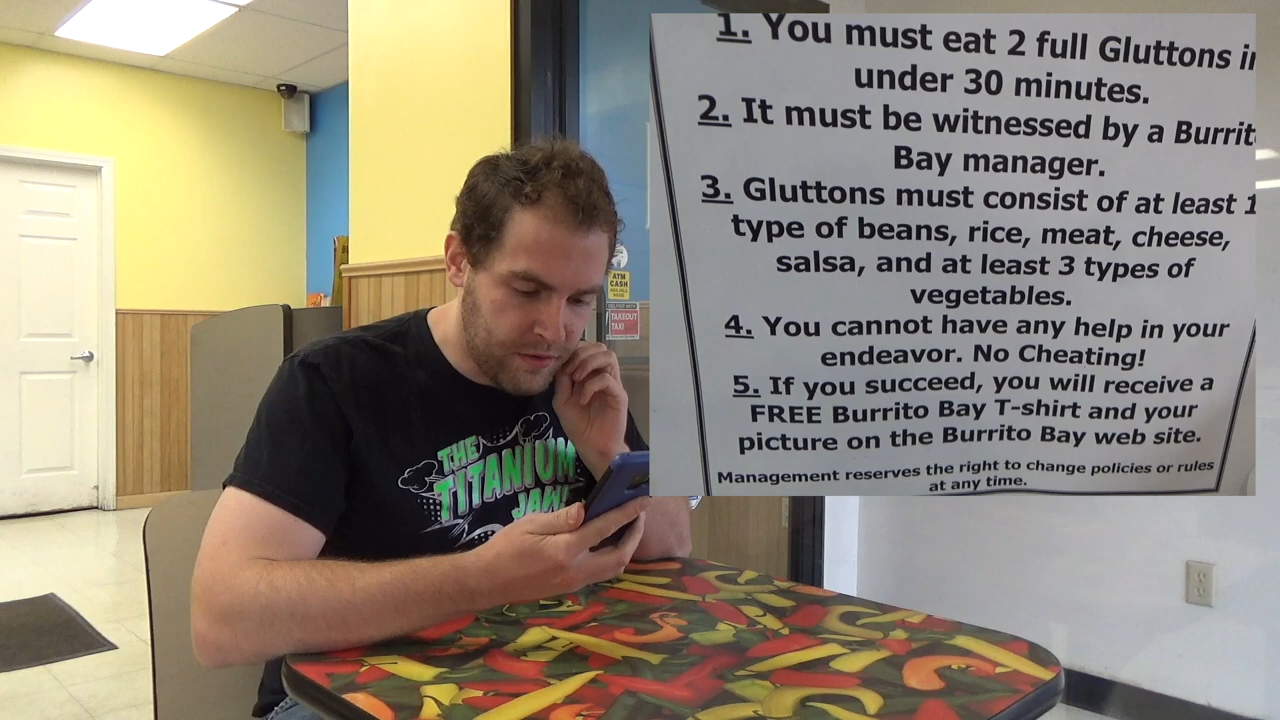 1. You must eat 2 full Gluttons in
under 30 minutes.
2. It must be witnessed by a Burrit
Bay manager.
3. Gluttons must consist of at least 1
type of beans, rice, meat, cheese,
salsa, and at least 3 types of
vegetables.
4. You cannot have any help in your
endeavor. No Cheating!
5. If you succeed, you will receive a
FREE Burrito Bay T-shirt and your
picture on the Burrito Bay web site.
Management reserves the right to change policies or rules
at any time.
ATM
CASH
TAKEOUT
TAXI
THE
TITANIUM
JAW!